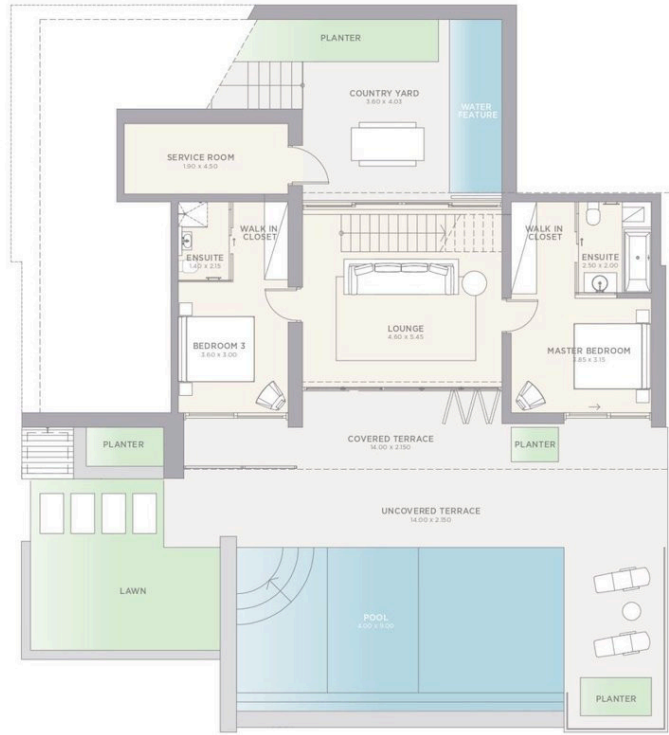 PLANTER
COUNTRY YARD
3.60 x 4.03
WATER
FEATURE
SERVICE ROOM
1.80 x 4.50
WALK IN
CLOSET
ENSUITE
1.40 x 2.15
WALK IN
CLOSET
ENSUITE
2.50 x 2.00
LOUNGE
4.60 x 5.45
BEDROOM 3
3.60 x 3.00
MASTER BEDROOM
3.85 x 3.15
PLANTER
COVERED TERRACE
14.00 x 2.150
PLANTER
UNCOVERED TERRACE
14.00 x 2.150
LAWN
POOL
PLANTER